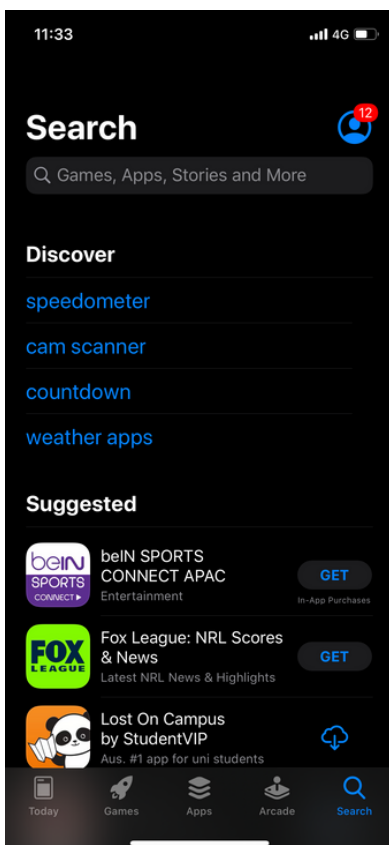 11:33
4G
12
Search
Games, Apps, Stories and More
Discover
speedometer
cam scanner
countdown
weather apps
Suggested
beIN
SPORTS
CONNECT
beIN SPORTS
CONNECT APAC
Entertainment
GET
In-App Purchases
FOX
LEAGUE
Fox League: NRL Scores
& News
Latest NRL News & Highlights
GET
Lost On Campus
by StudentVIP
Aus. #1 app for uni students
Today Games Apps Arcade Search